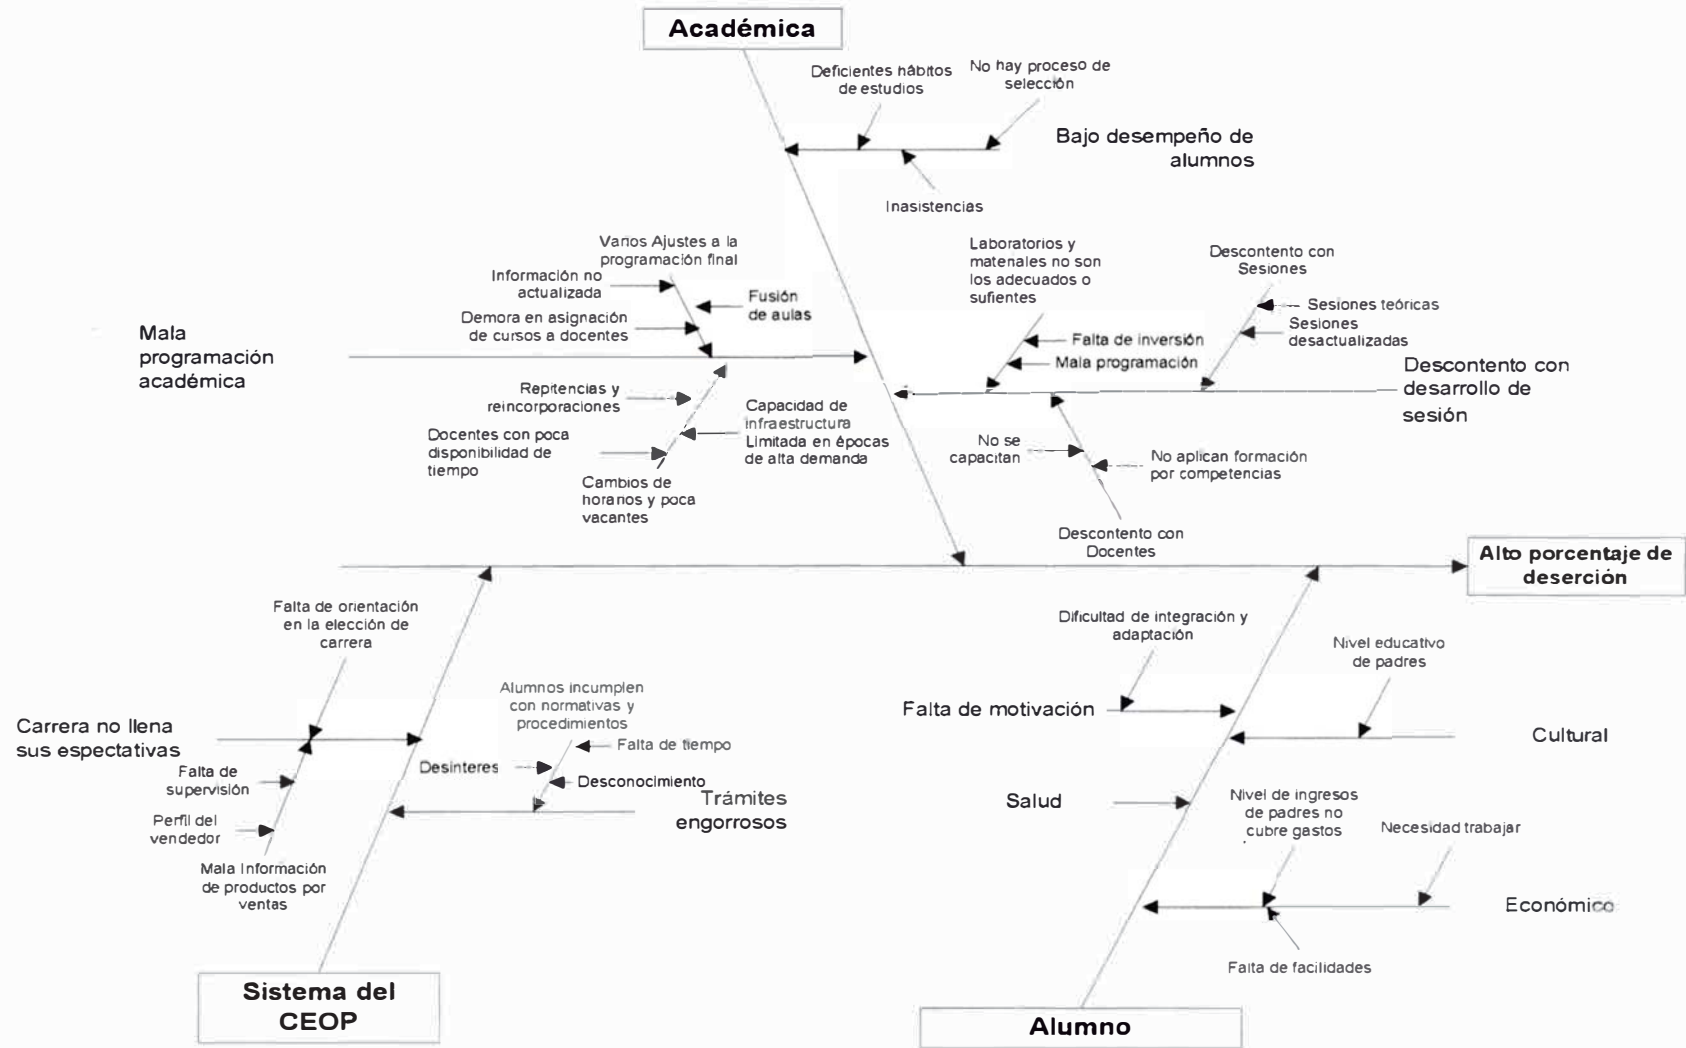 Académica
Deficientes hábitos
de estudios
No hay proceso de
selección
Bajo desempeño de
alumnos
Inasistencias
Varios Ajustes a la
programación final
Información no
actualizada
Fusión
de aulas
Demora en asignación
de cursos a docentes
Mala
programación
académica
Repitencias y
reincorporaciones
Capacidad de
infraestructura
Limitada en épocas
de alta demanda
Docentes con poca
disponibilidad de
tiempo
Cambios de
horarios y poca
vacantes
Laboratorios y
materiales no son
los adecuados o
sufientes
Falta de inversión
Mala programación
Descontento con
Sesiones
Sesiones teóricas
Sesiones
desactualizadas
Descontento con
desarrollo de
sesión
No se
capacitan
No aplican formación
por competencias
Descontento con
Docentes
Alto porcentaje de
deserción
Falta de orientación
en la elección de
carrera
Carrera no llena
sus espectativas
Falta de
supervisión
Perfil del
vendedor
Mala Información
de productos por
ventas
Alumnos incumplen
con normativas y
procedimientos
Falta de tiempo
Desinteres
Desconocimiento
Trámites
engorrosos
Sistema del
CEOP
Dificultad de integración y
adaptación
Nivel educativo
de padres
Falta de motivación
Cultural
Salud
Nivel de ingresos
de padres no
cubre gastos
Necesidad trabajar
Económico
Falta de facilidades
Alumno